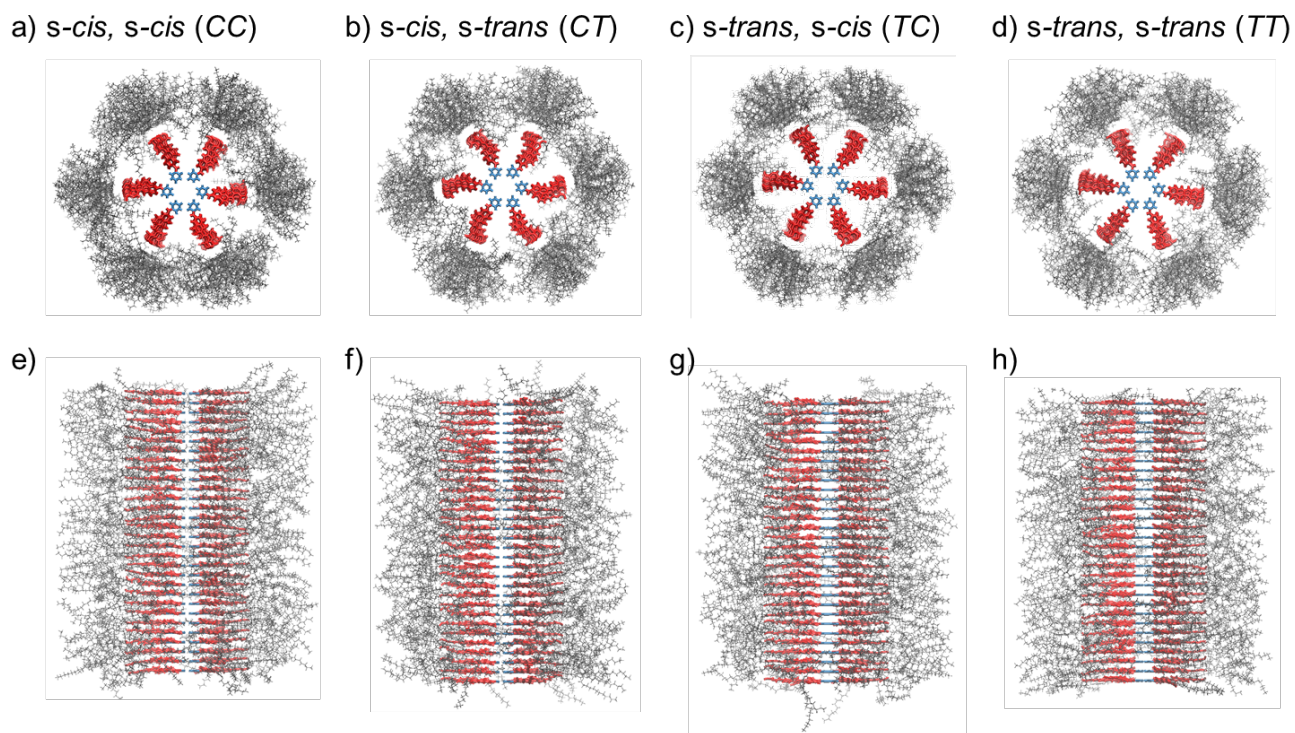 a) s-cis, s-cis (CC)
b) s-cis, s-trans (CT)
c) s-trans, s-cis (TC)
d) s-trans, s-trans (TT)
e)
f)
g)
h)